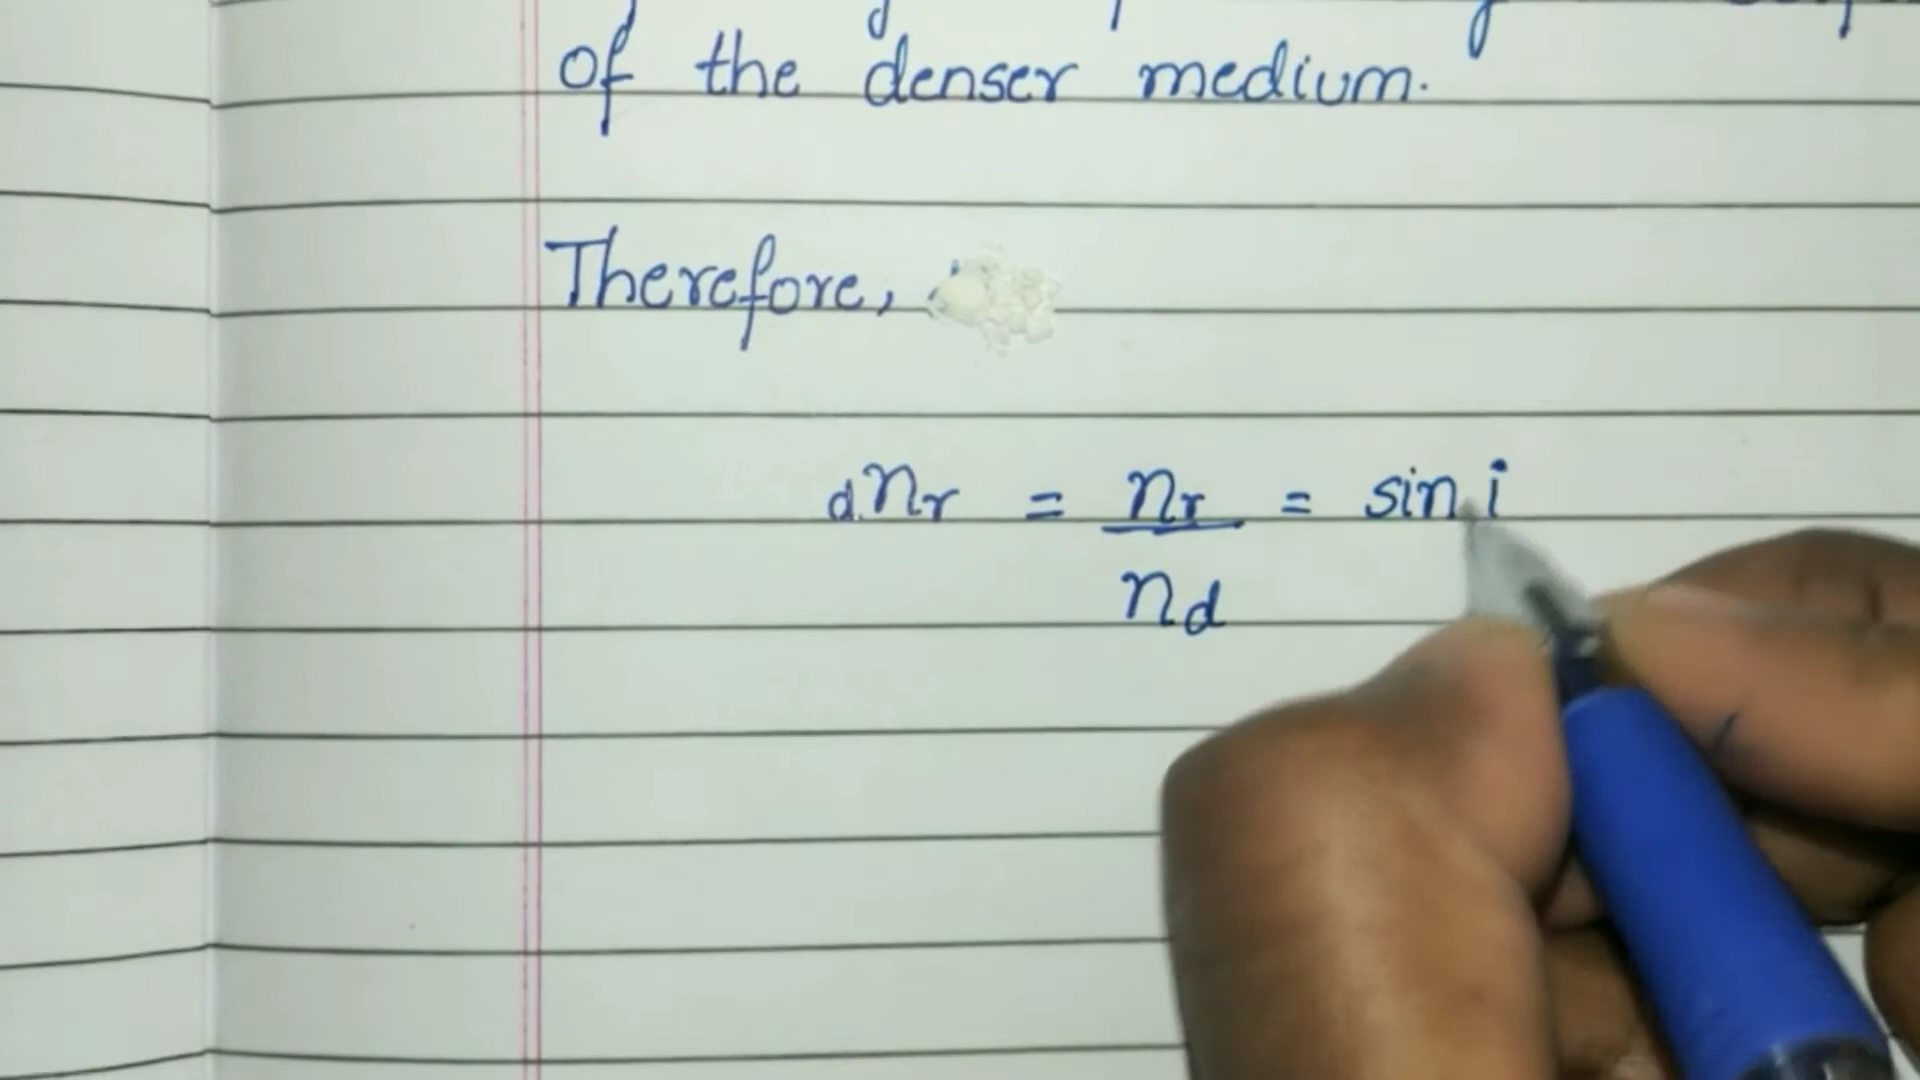 of the denser medium.
Therefore,
dnr = nr = sin i
nd